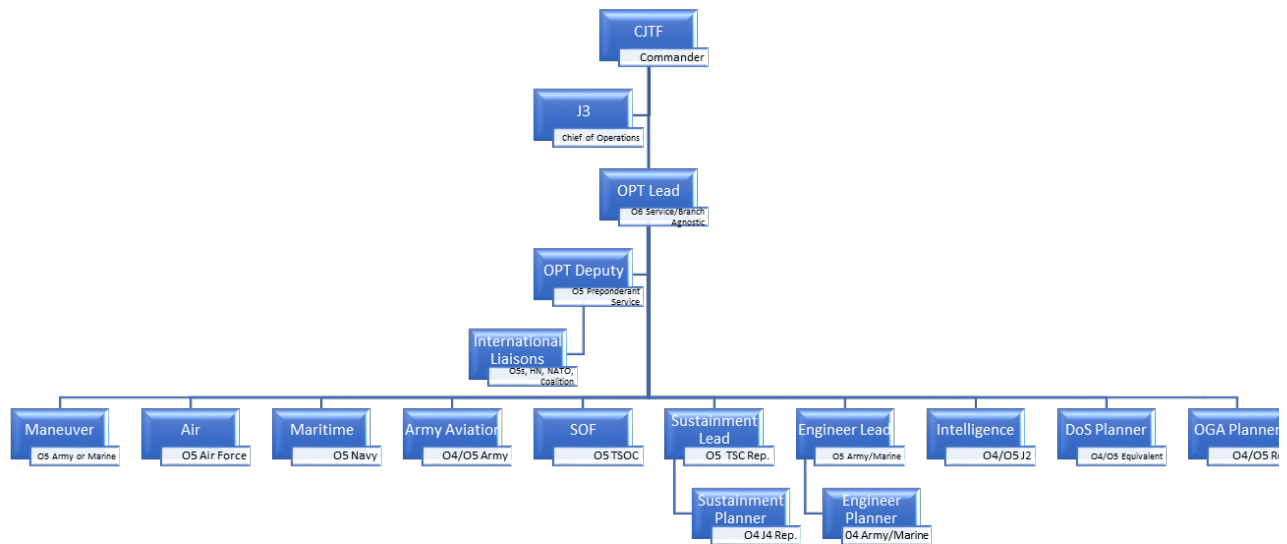 CJTF
Commander
J3
Chief of Operations
OPT Lead
O6 Service/Branch
Agnostic
OPT Deputy
O5 Preponderant
Service
International
Liaisons
O5s, HN, NATO,
Coalition
Maneuver
O5 Army or Marine
Air
O5 Air Force
Maritime
O5 Navy
Army Aviation
O4/O5 Army
SOF
O5 TSOC
Sustainment
Lead
O5 TSC Rep.
Engineer Lead
O5 Army/Marine
Intelligence
O4/O5 J2
DoS Planner
O4/O5 Equivalent
OGA Planner
O4/O5
Sustainment
Planner
O4 J4 Rep.
Engineer
Planner
04 Army/Marine